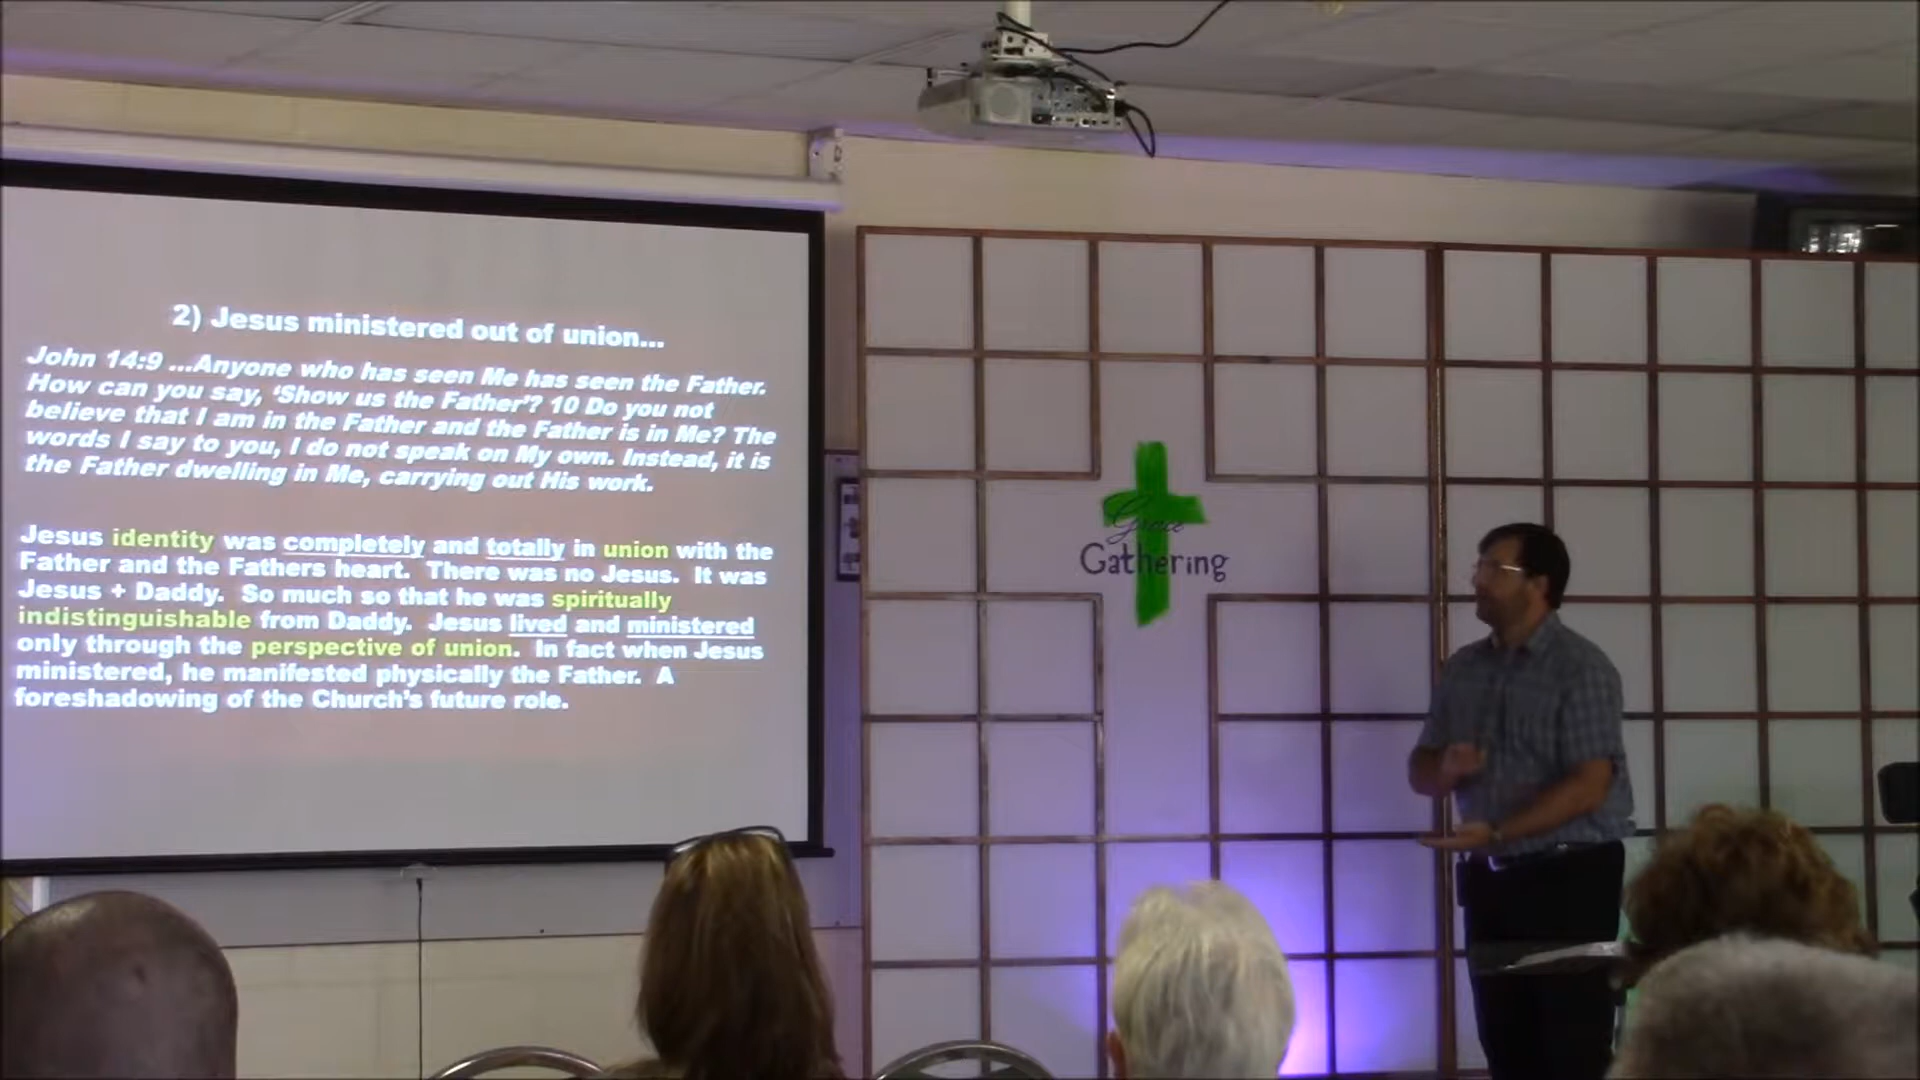 2) Jesus ministered out of union...
John 14:9 ...Anyone who has seen Me has seen the Father.
How can you say, ‘Show us the Father’? 10 Do you not
believe that I am in the Father and the Father is in Me? The
words I say to you, I do not speak on My own. Instead, it is
the Father dwelling in Me, carrying out His work.
Jesus identity was completely and totally in union with the
Father and the Fathers heart. There was no Jesus. It was
Jesus + Daddy. So much so that he was spiritually
indistinguishable from Daddy. Jesus lived and ministered
only through the perspective of union. In fact when Jesus
ministered, he manifested physically the Father. A
foreshadowing of the Church’s future role.
Grace
Gathering